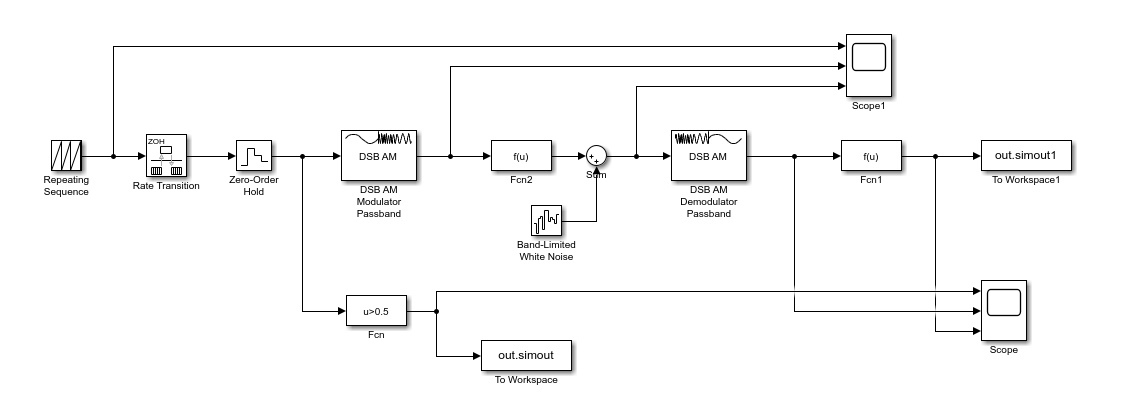 Scope1
Repeating
Sequence
ZOH
Rate Transition
Zero-Order
Hold
DSB AM
DSB AM
Modulator
Passband
f(u)
Fcn2
Sum
DSB AM
DSB AM
Demodulator
Passband
f(u)
Fcn1
out.simout1
To Workspace1
Band-Limited
White Noise
u>0.5
Fcn
out.simout
To Workspace
Scope